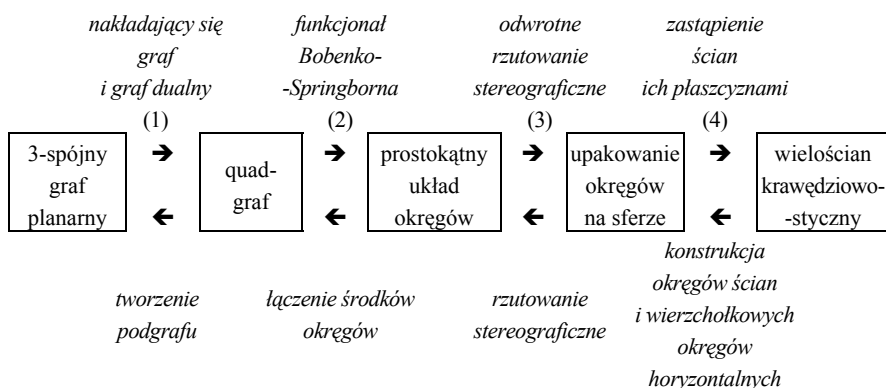 nakładający się
graf
i graf dualny
(1)
funkcjonał
Bobenko-
-Springborna
(2)
odwrotne
rzutowanie
stereograficzne
(3)
zastąpienie
ścian
ich płaszcyznami
(4)
3-spójny
graf
planarny
quad-
graf
prostokątny
układ
okręgów
upakowanie
okręgów
na sferze
wielościan
krawędziowo-
-styczny
tworzenie
podgrafu
łączenie środków
okręgów
rzutowanie
stereograficzne
konstrukcja
okręgów ścian
i wierzchołkowych
okręgów
horyzontalnych